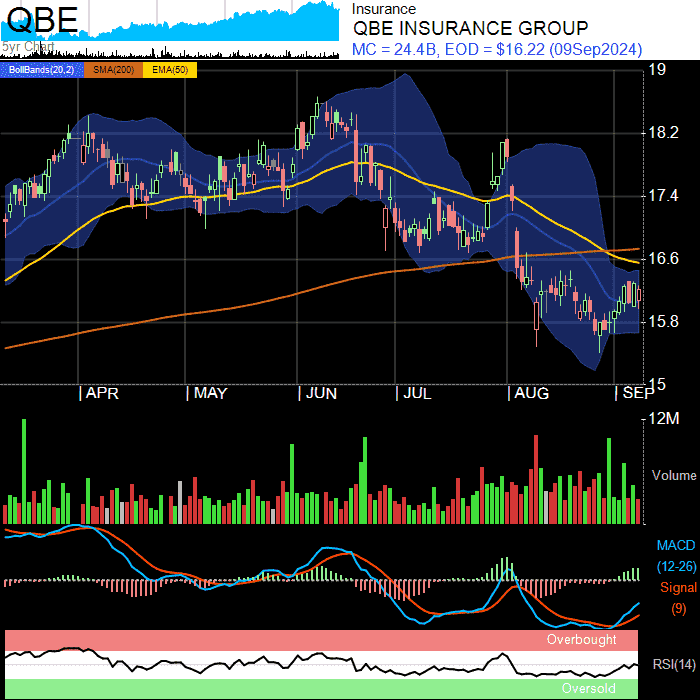 QBE
5yr Chart
Insurance
QBE INSURANCE GROUP
MC = 24.4B, EOD = $16.22 (09Sep2024)
BollBands(20,2) SMA(200) EMA(50)
19
18.2
17.4
16.6
15.8
15
APR MAY JUN JUL AUG SEP
12M
Volume
MACD
(12-26)
Signal
(9)
Overbought
RSI(14)
Oversold